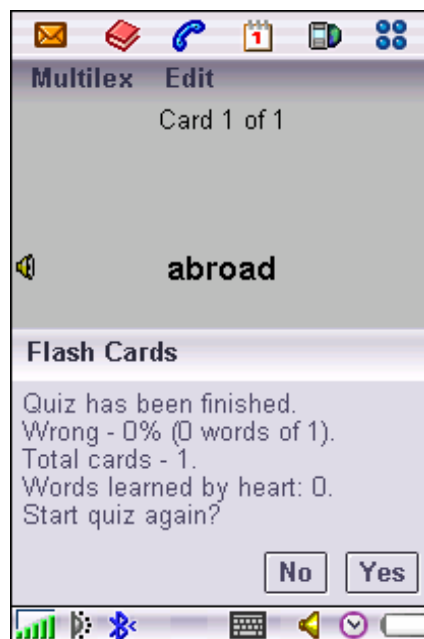 1
Multilex Edit
Card 1 of 1
abroad
Flash Cards
Quiz has been finished.
Wrong - 0% (0 words of 1).
Total cards - 1.
Words learned by heart: 0.
Start quiz again?
No Yes